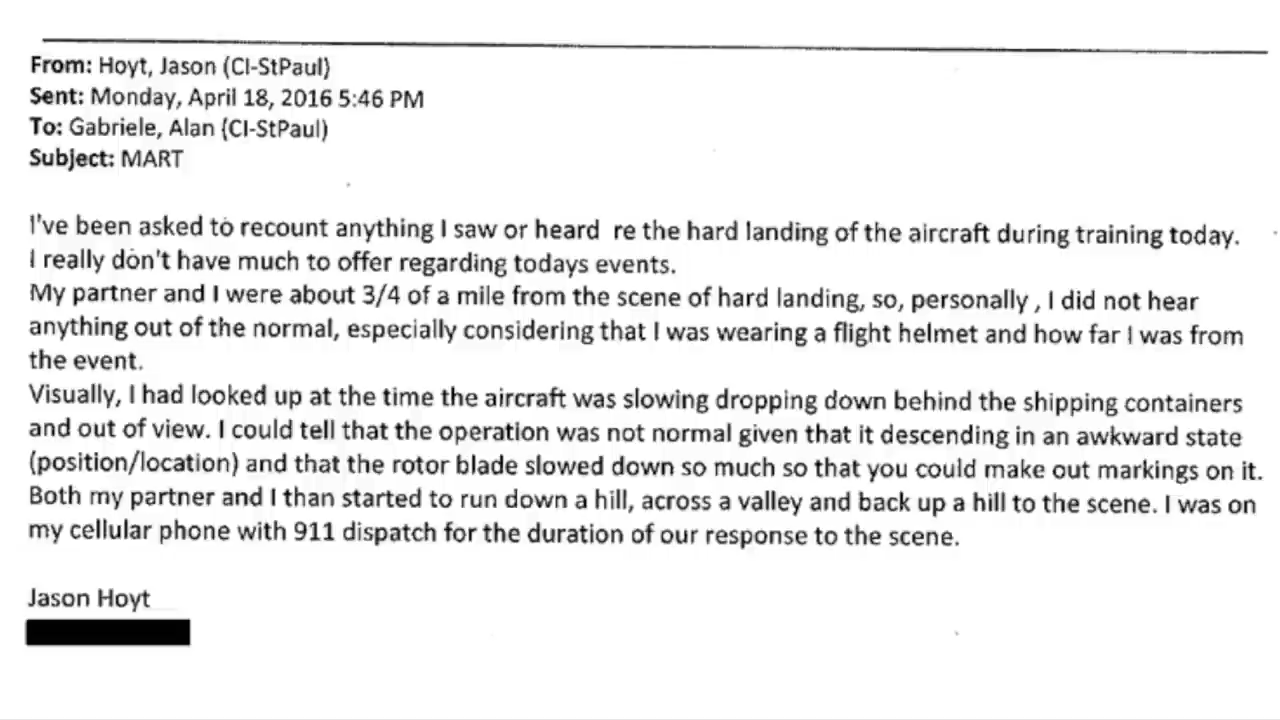 From: Hoyt, Jason (CI-StPaul)
Sent: Monday, April 18, 2016 5:46 PM
To: Gabriele, Alan (CI-StPaul)
Subject: MART
I've been asked to recount anything I saw or heard  re the hard landing of the aircraft during training today.
I really don't have much to offer regarding todays events.
My partner and I were about 3/4 of a mile from the scene of hard landing, so, personally , I did not hear
anything out of the normal, especially considering that I was wearing a flight helmet and how far I was from
the event.
Visually, I had looked up at the time the aircraft was slowing dropping down behind the shipping containers
and out of view. I could tell that the operation was not normal given that it descending in an awkward state
(position/location) and that the rotor blade slowed down so much so that you could make out markings on it.
Both my partner and I than started to run down a hill, across a valley and back up a hill to the scene. I was on
my cellular phone with 911 dispatch for the duration of our response to the scene.
Jason Hoyt